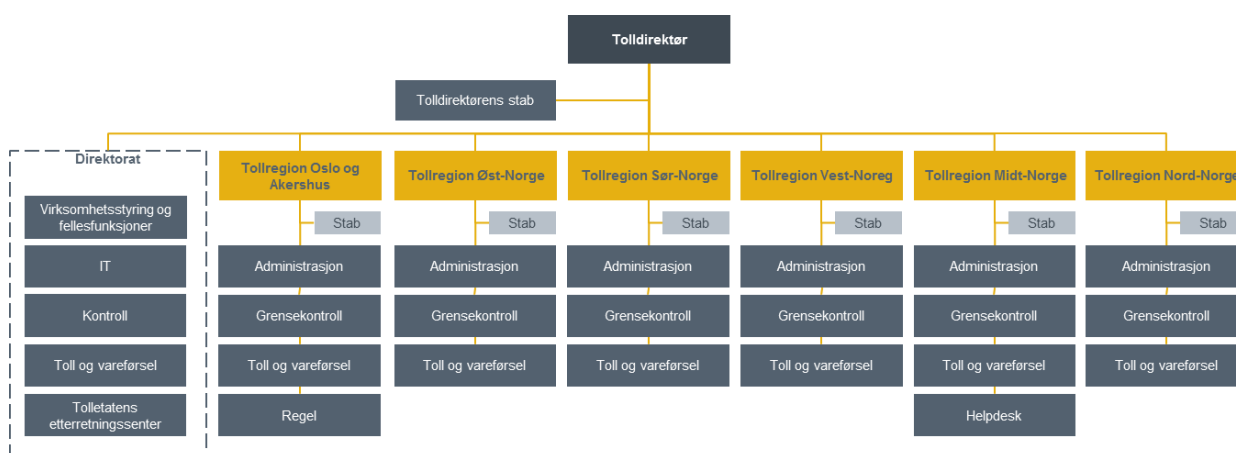 Tolldirektør
Tolldirektørens stab
Direktorat
Virksomhetsstyring og
fellesfunksjoner
IT
Kontroll
Toll og vareførsel
Tolletatens
etterretningssenter
Tollregion Oslo og
Akershus
Stab
Administrasjon
Grensekontroll
Toll og vareførsel
Regel
Tollregion Øst-Norge
Stab
Administrasjon
Grensekontroll
Toll og vareførsel
Tollregion Sør-Norge
Stab
Administrasjon
Grensekontroll
Toll og vareførsel
Tollregion Vest-Noreg
Stab
Administrasjon
Grensekontroll
Toll og vareførsel
Tollregion Midt-Norge
Stab
Administrasjon
Grensekontroll
Toll og vareførsel
Helpdesk
Tollregion Nord-Norge
Stab
Administrasjon
Grensekontroll
Toll og vareførsel